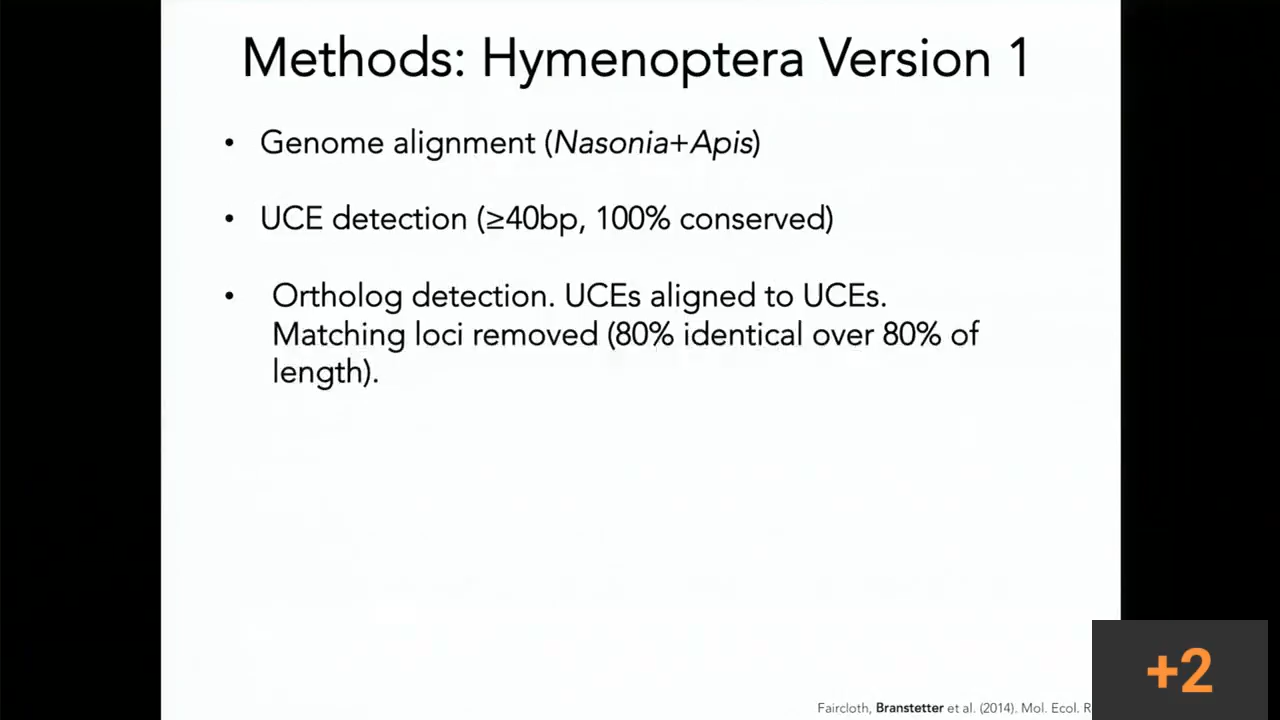 Methods: Hymenoptera Version 1
• Genome alignment (Nasonia+Apis)
• UCE detection (≥40bp, 100% conserved)
• Ortholog detection. UCEs aligned to UCEs.
Matching loci removed (80% identical over 80% of
length).
Faircloth, Branstetter et al. (2014). Mol. Ecol.
+2